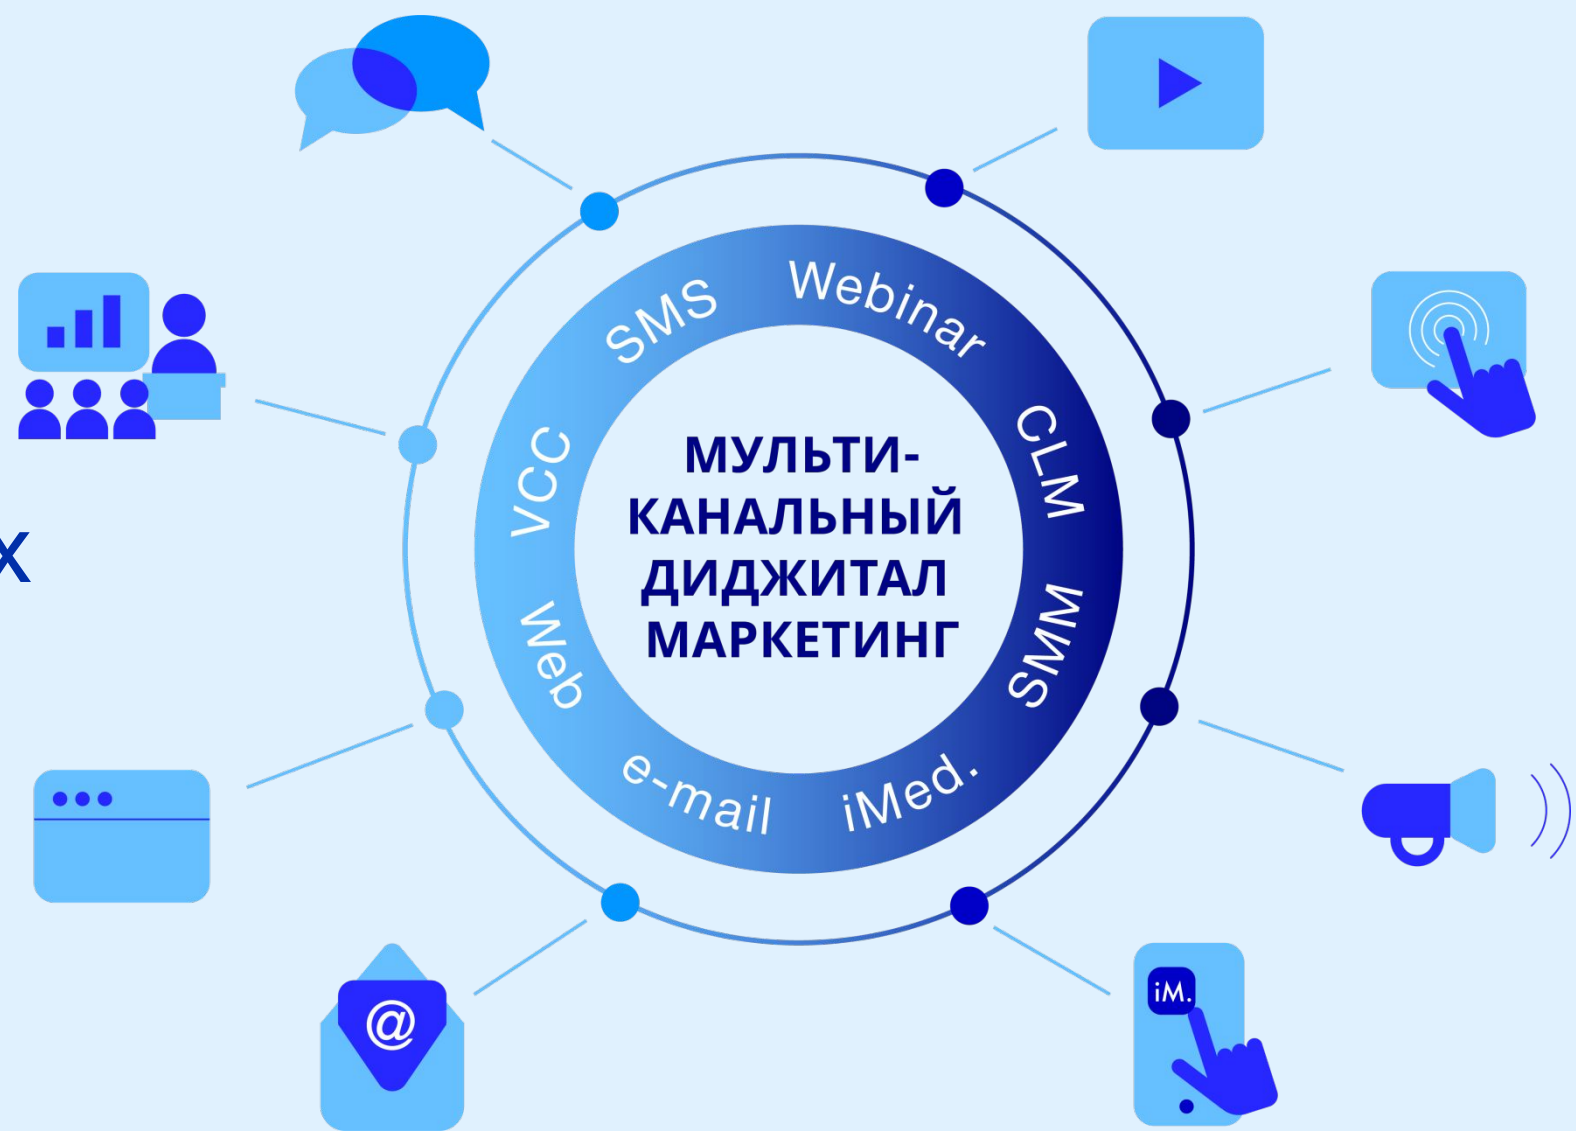 SMS
Webinar
CLM
SMM
iMed.
e-mail
Web
VCC
МУЛЬТИ-
КАНАЛЬНЫЙ
ДИДЖИТАЛ
МАРКЕТИНГ
х
@
iM.